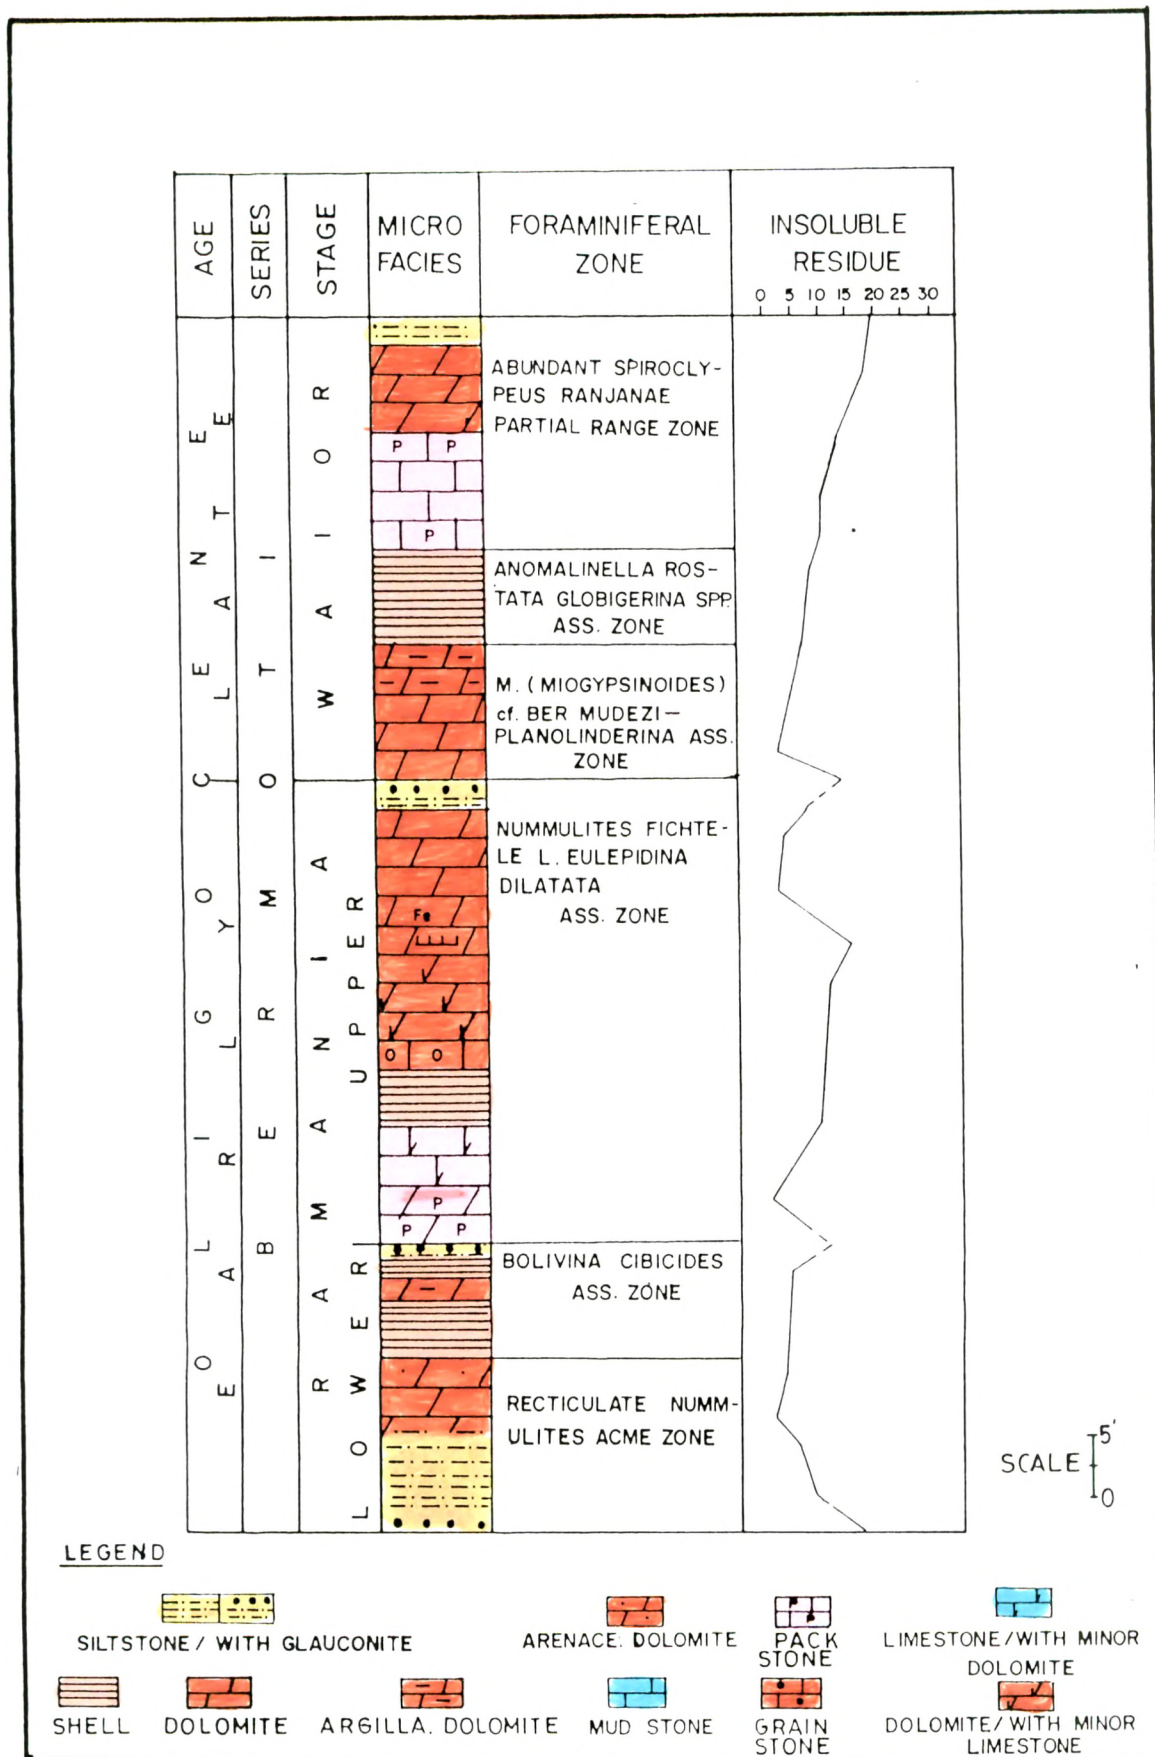 AGE
SERIES
STAGE
MICRO
FACIES
FORAMINIFERAL
ZONE
INSOLUBLE
RESIDUE
0 5 10 15 20 25 30
OLIGOCENE
EARLY
LATE
BERMOTI
WAIOR
MANIARA
RAMANIA
UPPER
LOWER
ABUNDANT SPIROCLY-
PEUS RANJANAE
PARTIAL RANGE ZONE
P P
P
ANOMALINELLA ROS-
TATA GLOBIGERINA SPP.
ASS. ZONE
M. (MIOGYPSINOIDES)
cf. BER MUDEZI-
PLANOLINDERINA ASS.
ZONE
NUMMULITES FICHTE-
LE L. EULEPIDINA
DILATATA
ASS. ZONE
Fe
O O
P
P P
BOLIVINA CIBICIDES
ASS. ZONE
RECTICULATE NUMM-
ULITES ACME ZONE
5'
SCALE
0
LEGEND
SILTSTONE / WITH GLAUCONITE
ARENACE. DOLOMITE
PACK
STONE
LIMESTONE/WITH MINOR
DOLOMITE
SHELL
DOLOMITE
ARGILLA. DOLOMITE
MUD STONE
GRAIN
STONE
DOLOMITE/WITH MINOR
LIMESTONE